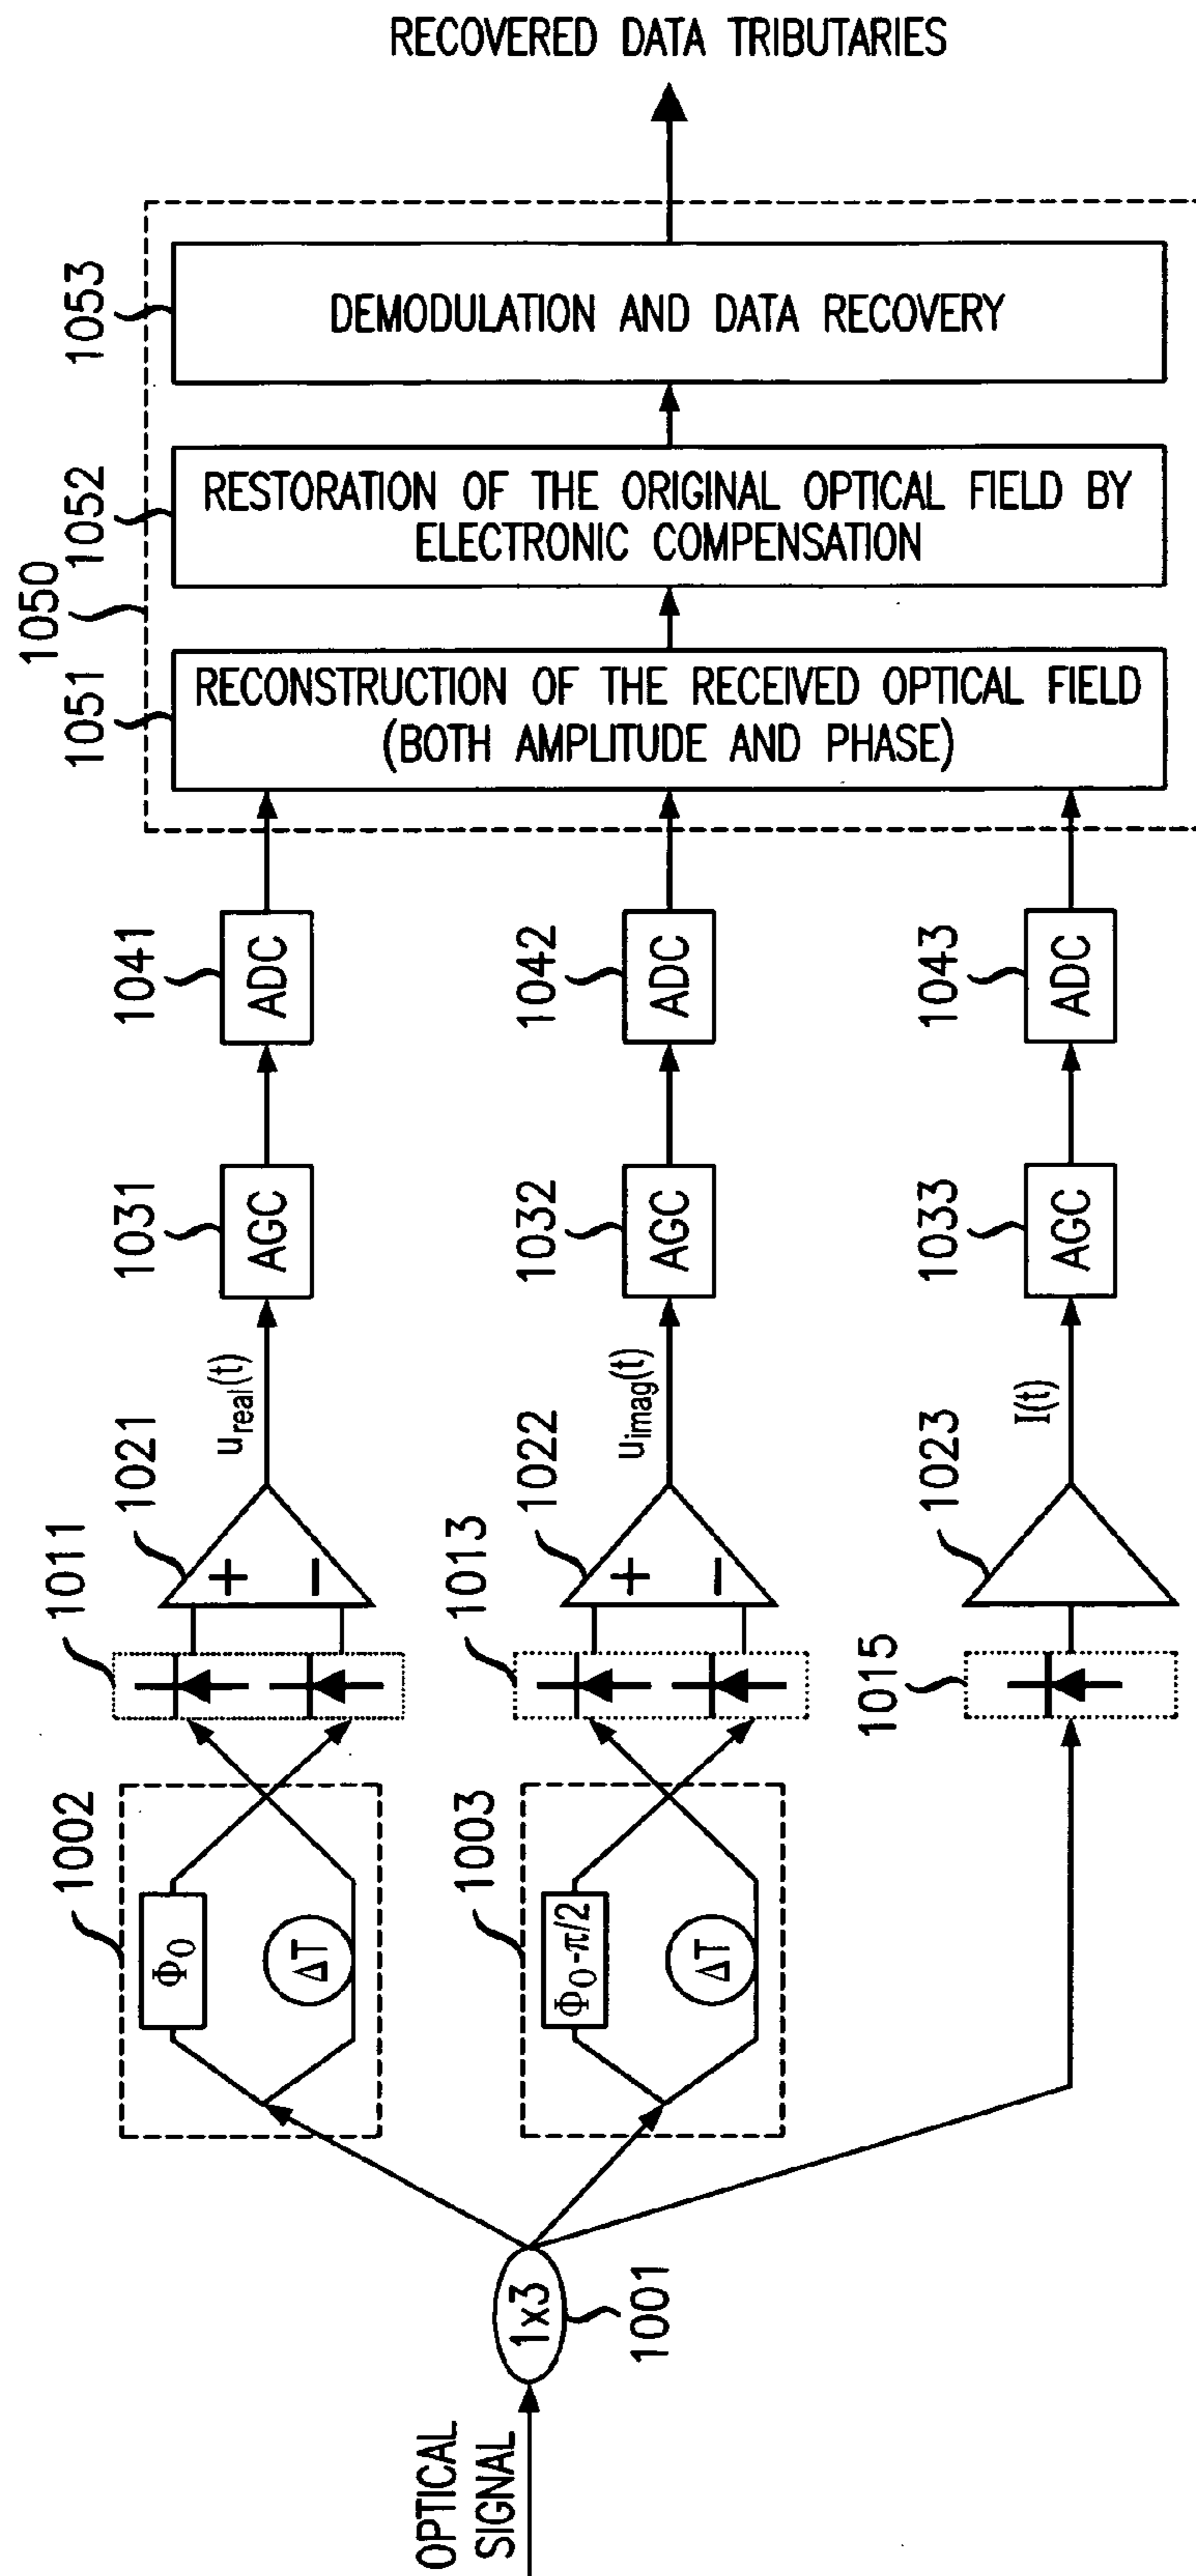 OPTICAL
SIGNAL
1x3
1001
1002
Φ0
ΔT
1003
Φ0-π/2
ΔT
1011
1013
1015
1021
+
−
1022
+
−
1023
u real(t)
u imag(t)
I(t)
1031
AGC
1032
AGC
1033
AGC
1041
ADC
1042
ADC
1043
ADC
1050
1051
RECONSTRUCTION OF THE RECEIVED OPTICAL FIELD
(BOTH AMPLITUDE AND PHASE)
1052
RESTORATION OF THE ORIGINAL OPTICAL FIELD BY
ELECTRONIC COMPENSATION
1053
DEMODULATION AND DATA RECOVERY
RECOVERED DATA TRIBUTARIES